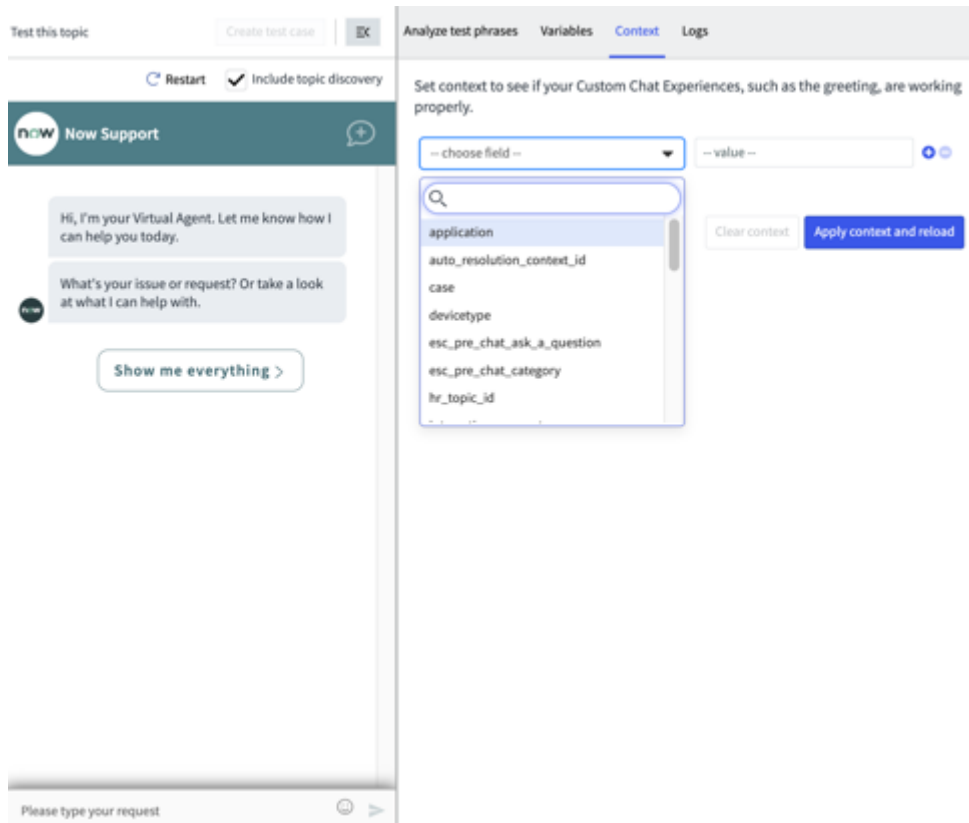 Test this topic
Create test case
Restart
Include topic discovery
now
Now Support
Hi, I'm your Virtual Agent. Let me know how I
can help you today.
What's your issue or request? Or take a look
at what I can help with.
now
Show me everything >
Please type your request
Analyze test phrases
Variables
Context
Logs
Set context to see if your Custom Chat Experiences, such as the greeting, are working
properly.
-- choose field --
-- value --
application
auto_resolution_context_id
case
devicetype
esc_pre_chat_ask_a_question
esc_pre_chat_category
hr_topic_id
Clear context
Apply context and reload